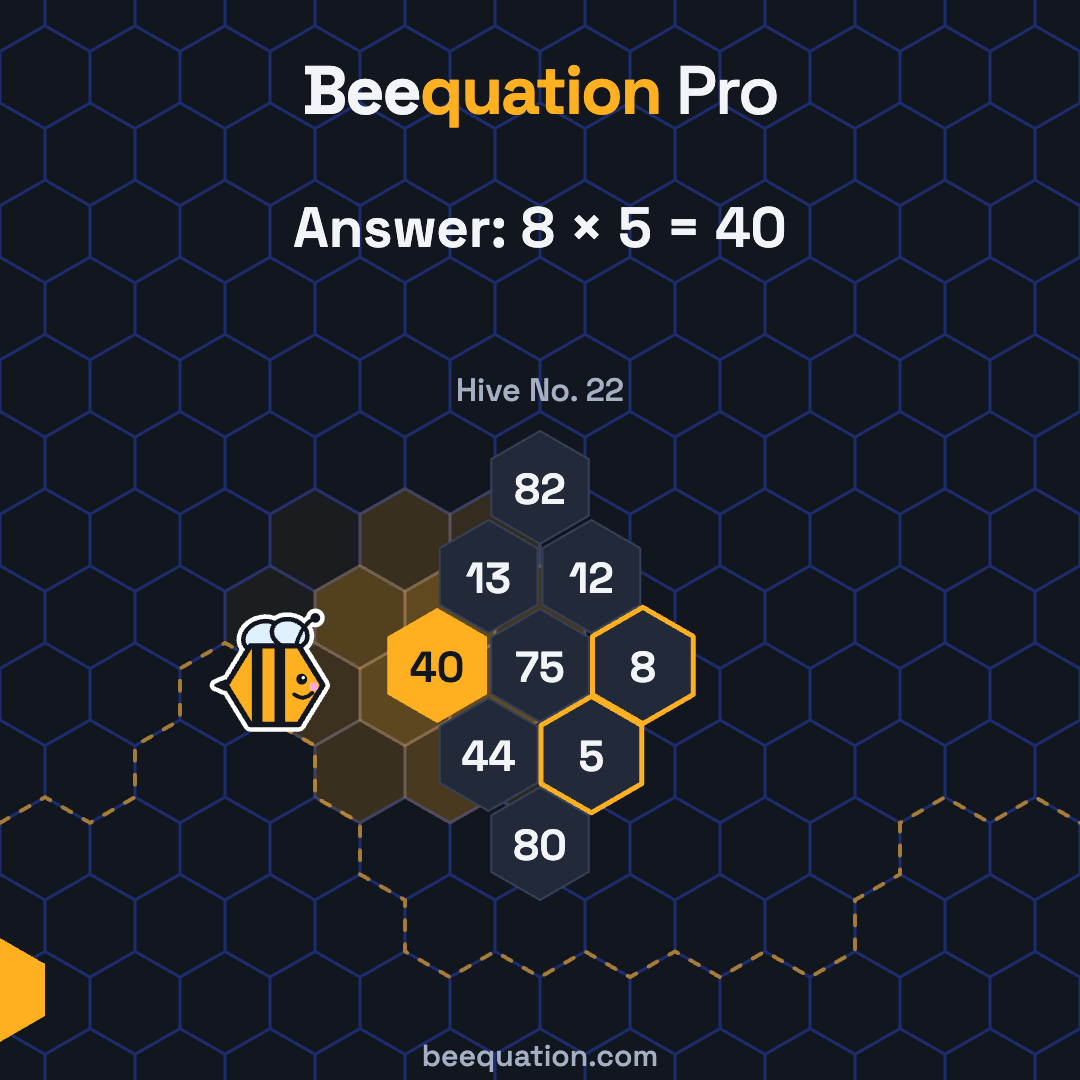 Beequation Pro
Answer: 8 × 5 = 40
Hive No. 22
82
13 12
40 75 8
44 5
80
beequation.com